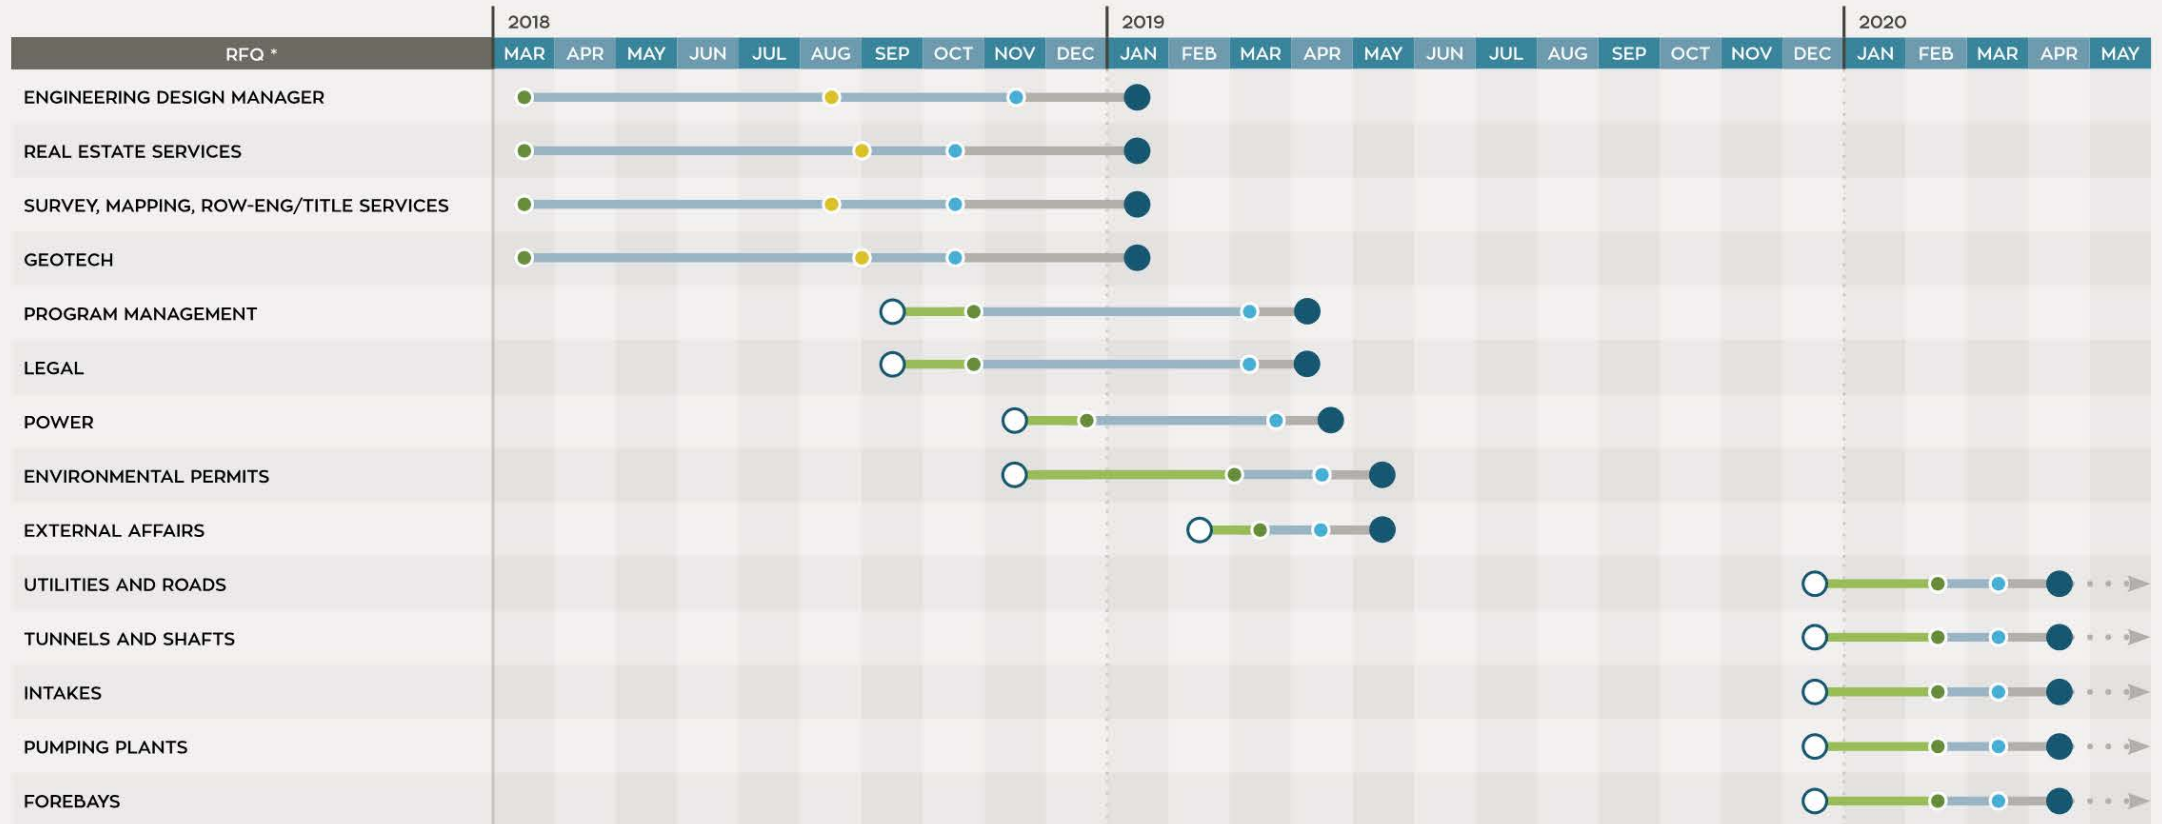 2018 2019 2020
RFQ * MAR APR MAY JUN JUL AUG SEP OCT NOV DEC JAN FEB MAR APR MAY JUN JUL AUG SEP OCT NOV DEC JAN FEB MAR APR MAY
ENGINEERING DESIGN MANAGER
REAL ESTATE SERVICES
SURVEY, MAPPING, ROW-ENG/TITLE SERVICES
GEOTECH
PROGRAM MANAGEMENT
LEGAL
POWER
ENVIRONMENTAL PERMITS
EXTERNAL AFFAIRS
UTILITIES AND ROADS
TUNNELS AND SHAFTS
INTAKES
PUMPING PLANTS
FOREBAYS